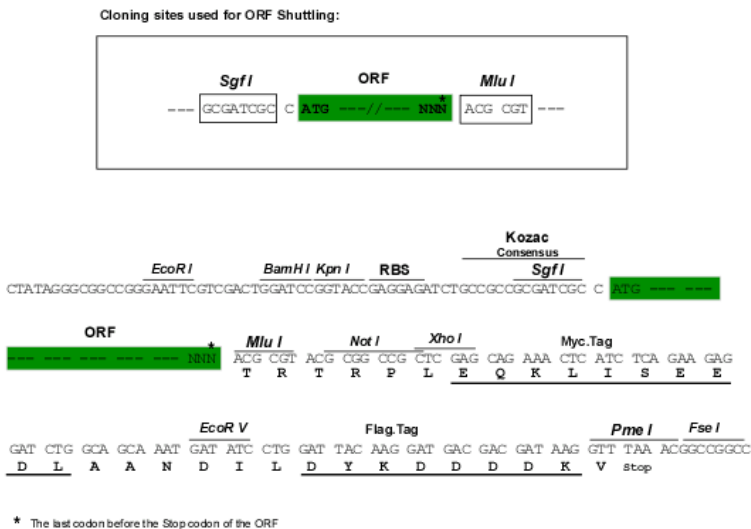 Cloning sites used for ORF Shuttling:
Sgf I ORF Mlu I
*
--- GCGATCGC C ATG ---//--- NNN ACG CGT ---
Kozac
Consensus
EcoR I BamH I Kpn I RBS Sgf I
CTATAGGGCGGCCGGGAATTCGTCGACTGGATCCGGTACCGAGGAGATCTGCCGCCGCGATCGC C ATG --- ---
ORF
* Mlu I Not I Xho I Myc.Tag
--- --- --- --- --- --- NNN ACG CGT ACG CGG CCG CTC GAG CAG AAA CTC ATC TCA GAA GAG
T R T R P L E Q K L I S E E
EcoR V Flag.Tag Pme I Fse I
GAT CTG GCA GCA AAT GAT ATC CTG GAT TAC AAG GAT GAC GAC GAT AAG GTT TAA ACGGCCGGCC
D L A A N D I L D Y K D D D D K V Stop
* The last codon before the Stop codon of the ORF